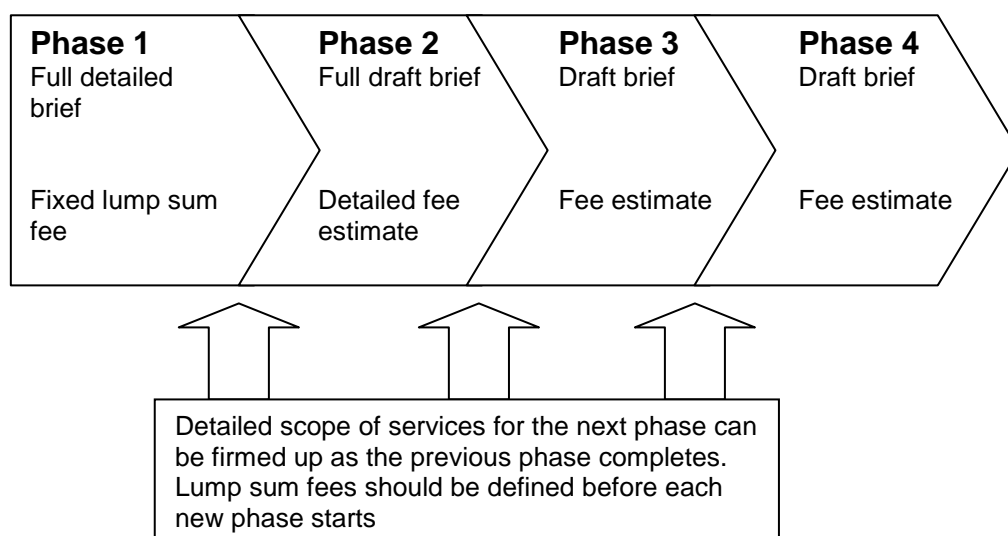 Phase 1
Full detailed
brief
Fixed lump sum
fee
Phase 2
Full draft brief
Detailed fee
estimate
Phase 3
Draft brief
Fee estimate
Phase 4
Draft brief
Fee estimate
Detailed scope of services for the next phase can
be firmed up as the previous phase completes.
Lump sum fees should be defined before each
new phase starts